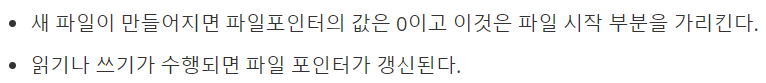 • 새 파일이 만들어지면 파일포인터의 값은 0이고 이것은 파일 시작 부분을 가리킨다.
• 읽기나 쓰기가 수행되면 파일 포인터가 갱신된다.